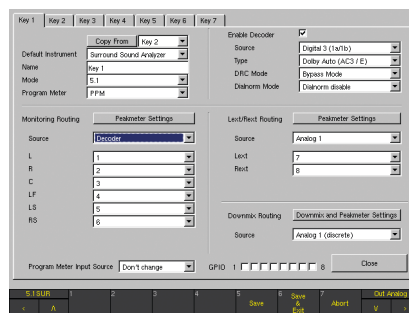 Key 1 Key 2 Key 3 Key 4 Key 5 Key 6 Key 7
Copy From Key 2
Default Instrument Surround Sound Analyzer
Name Key 1
Mode 5.1
Program Meter PPM
Enable Decoder
Source Digital 3 (1a/1b)
Type Dolby Auto (AC3 / E)
DRC Mode Bypass Mode
Dialnorm Mode Dialnorm disable
Monitoring Routing Peakmeter Settings
Source Decoder
L 1
R 2
C 3
LF 4
LS 5
RS 6
Lext/Rext Routing Peakmeter Settings
Source Analog 1
Lext 7
Rext 8
Downmix Routing Downmix and Peakmeter Settings
Source Analog 1 (discrete)
Program Meter Input Source Don't change
GPIO 1 8
Close
5.1SUR 1 2 3 4 5 6 7 Out Analog
Save
Save & Exit
Abort
< Λ V >